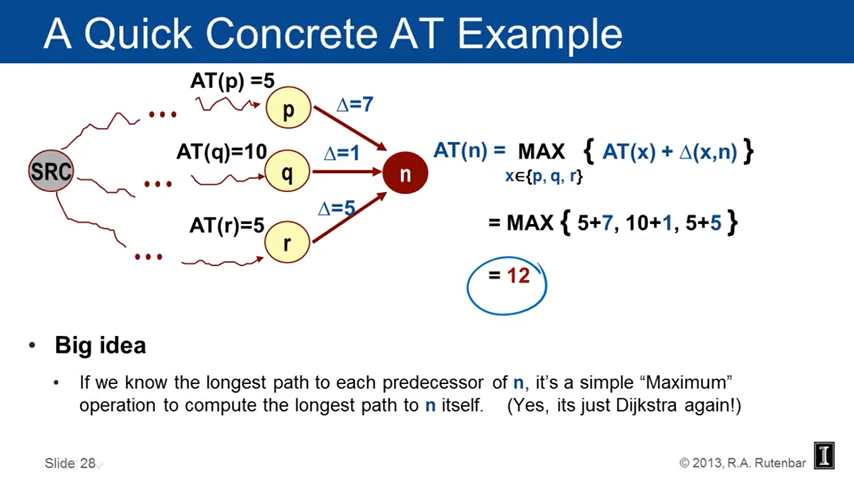 A Quick Concrete AT Example
AT(p) =5
p
Δ=7
AT(q)=10
q
Δ=1
SRC
n
AT(r)=5
r
Δ=5
AT(n) = MAX { AT(x) + Δ(x,n) }
x∈{p, q, r}
= MAX { 5+7, 10+1, 5+5 }
= 12
• Big idea
• If we know the longest path to each predecessor of n, it’s a simple “Maximum”
operation to compute the longest path to n itself. (Yes, its just Dijkstra again!)
Slide 28
© 2013, R.A. Rutenbar
I